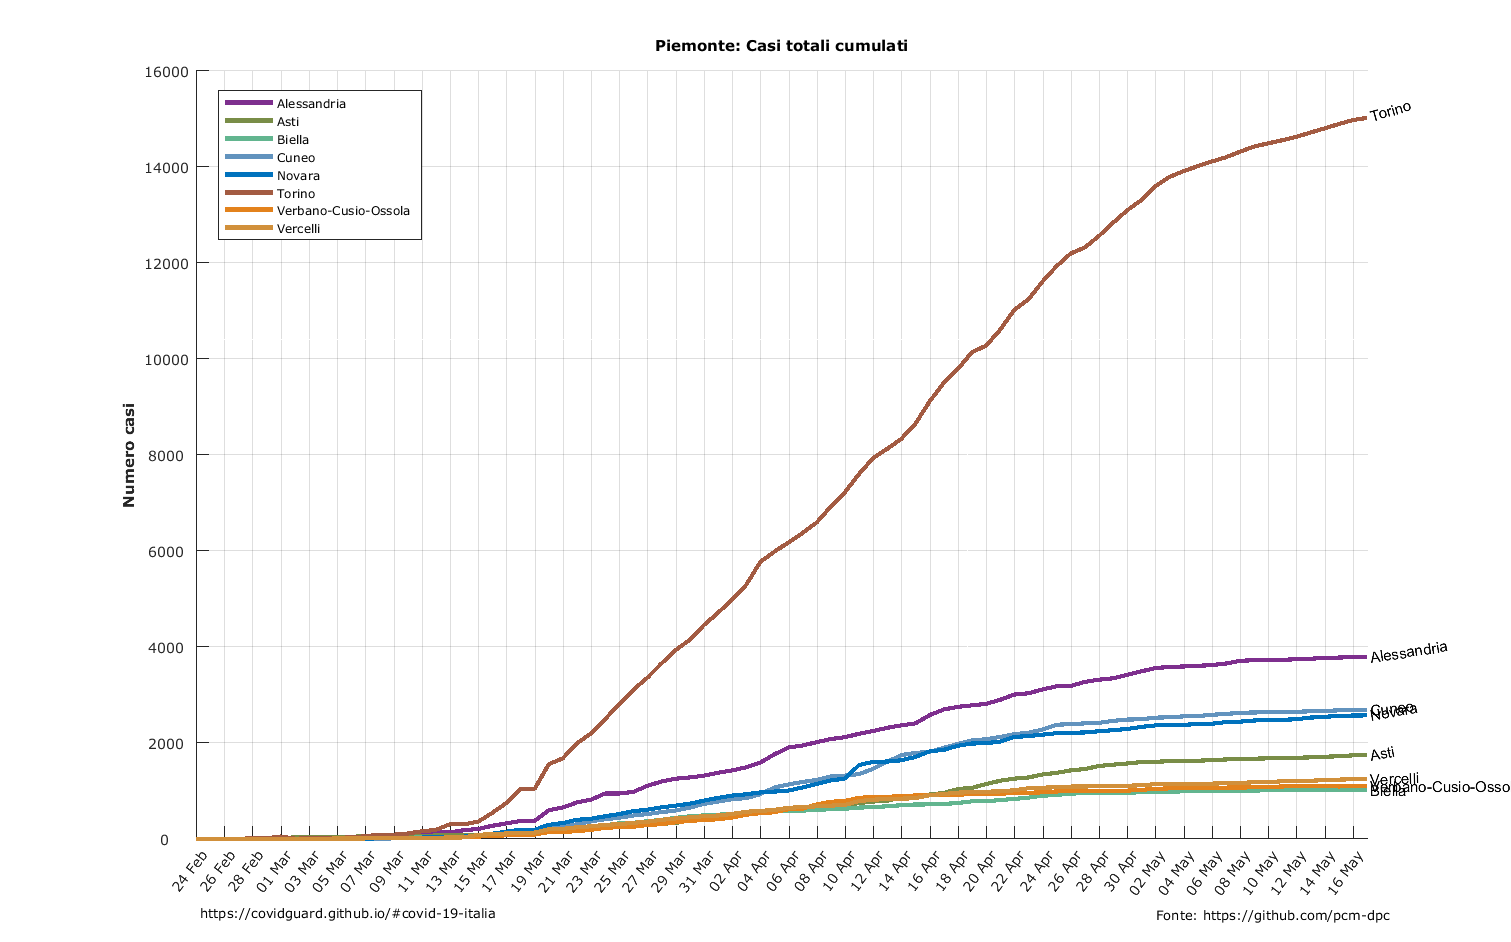 Piemonte: Casi totali cumulati
16000
14000
12000
10000
8000
6000
4000
2000
0
Numero casi
Alessandria
Asti
Biella
Cuneo
Novara
Torino
Verbano-Cusio-Ossola
Vercelli
Torino
Alessandria
Cuneo
Novara
Asti
Vercelli
Verbano-Cusio-Osso
Biella
24 Feb
26 Feb
28 Feb
01 Mar
03 Mar
05 Mar
07 Mar
09 Mar
11 Mar
13 Mar
15 Mar
17 Mar
19 Mar
21 Mar
23 Mar
25 Mar
27 Mar
29 Mar
31 Mar
02 Apr
04 Apr
06 Apr
08 Apr
10 Apr
12 Apr
14 Apr
16 Apr
18 Apr
20 Apr
22 Apr
24 Apr
26 Apr
28 Apr
30 Apr
02 May
04 May
06 May
08 May
10 May
12 May
14 May
16 May
https://covidguard.github.io/#covid-19-italia
Fonte: https://github.com/pcm-dpc